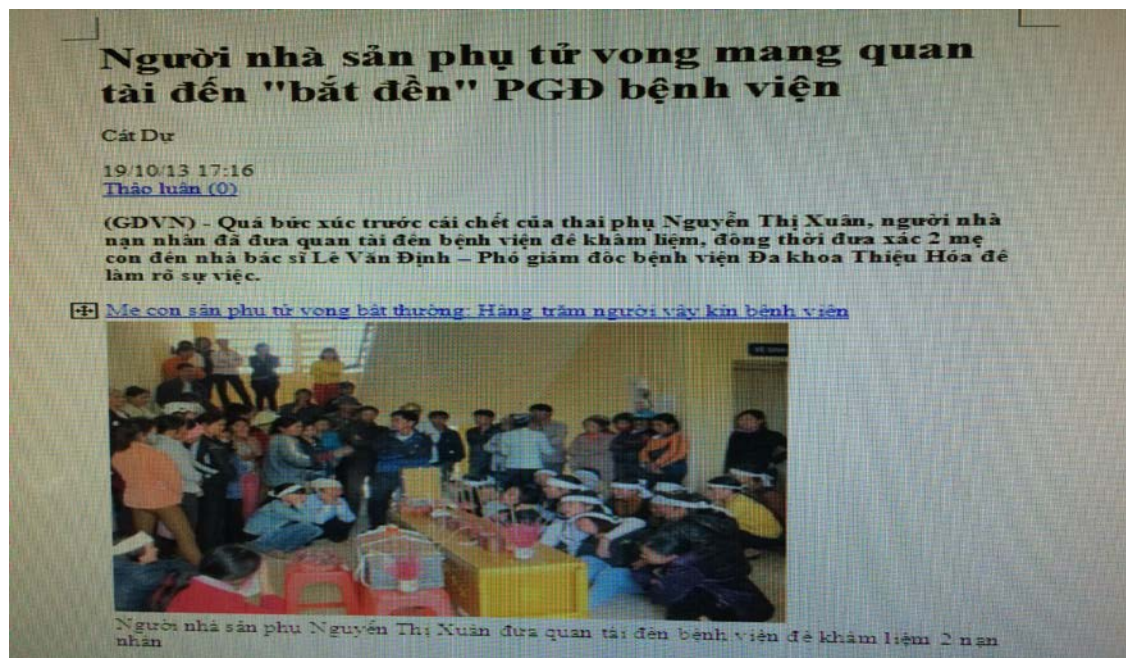 Người nhà sản phụ tử vong mang quan
tài đến "bắt đền" PGĐ bệnh viện
Cát Dự
19/10/13 17:16
Thảo luận (0)
(GDVN) - Quá bức xúc trước cái chết của thai phụ Nguyễn Thị Xuân, người nhà
nạn nhân đã đưa quan tài đến bệnh viện để khâm liệm, đồng thời đưa xác 2 mẹ
con đến nhà bác sĩ Lê Văn Định – Phó giám đốc bệnh viện Đa khoa Thiệu Hóa để
làm rõ sự việc.
Mẹ con sản phụ tử vong bất thường: Hàng trăm người vây kín bệnh viện
Người nhà sản phụ Nguyễn Thị Xuân đưa quan tài đến bệnh viện để khâm liệm 2 nạn
nhân